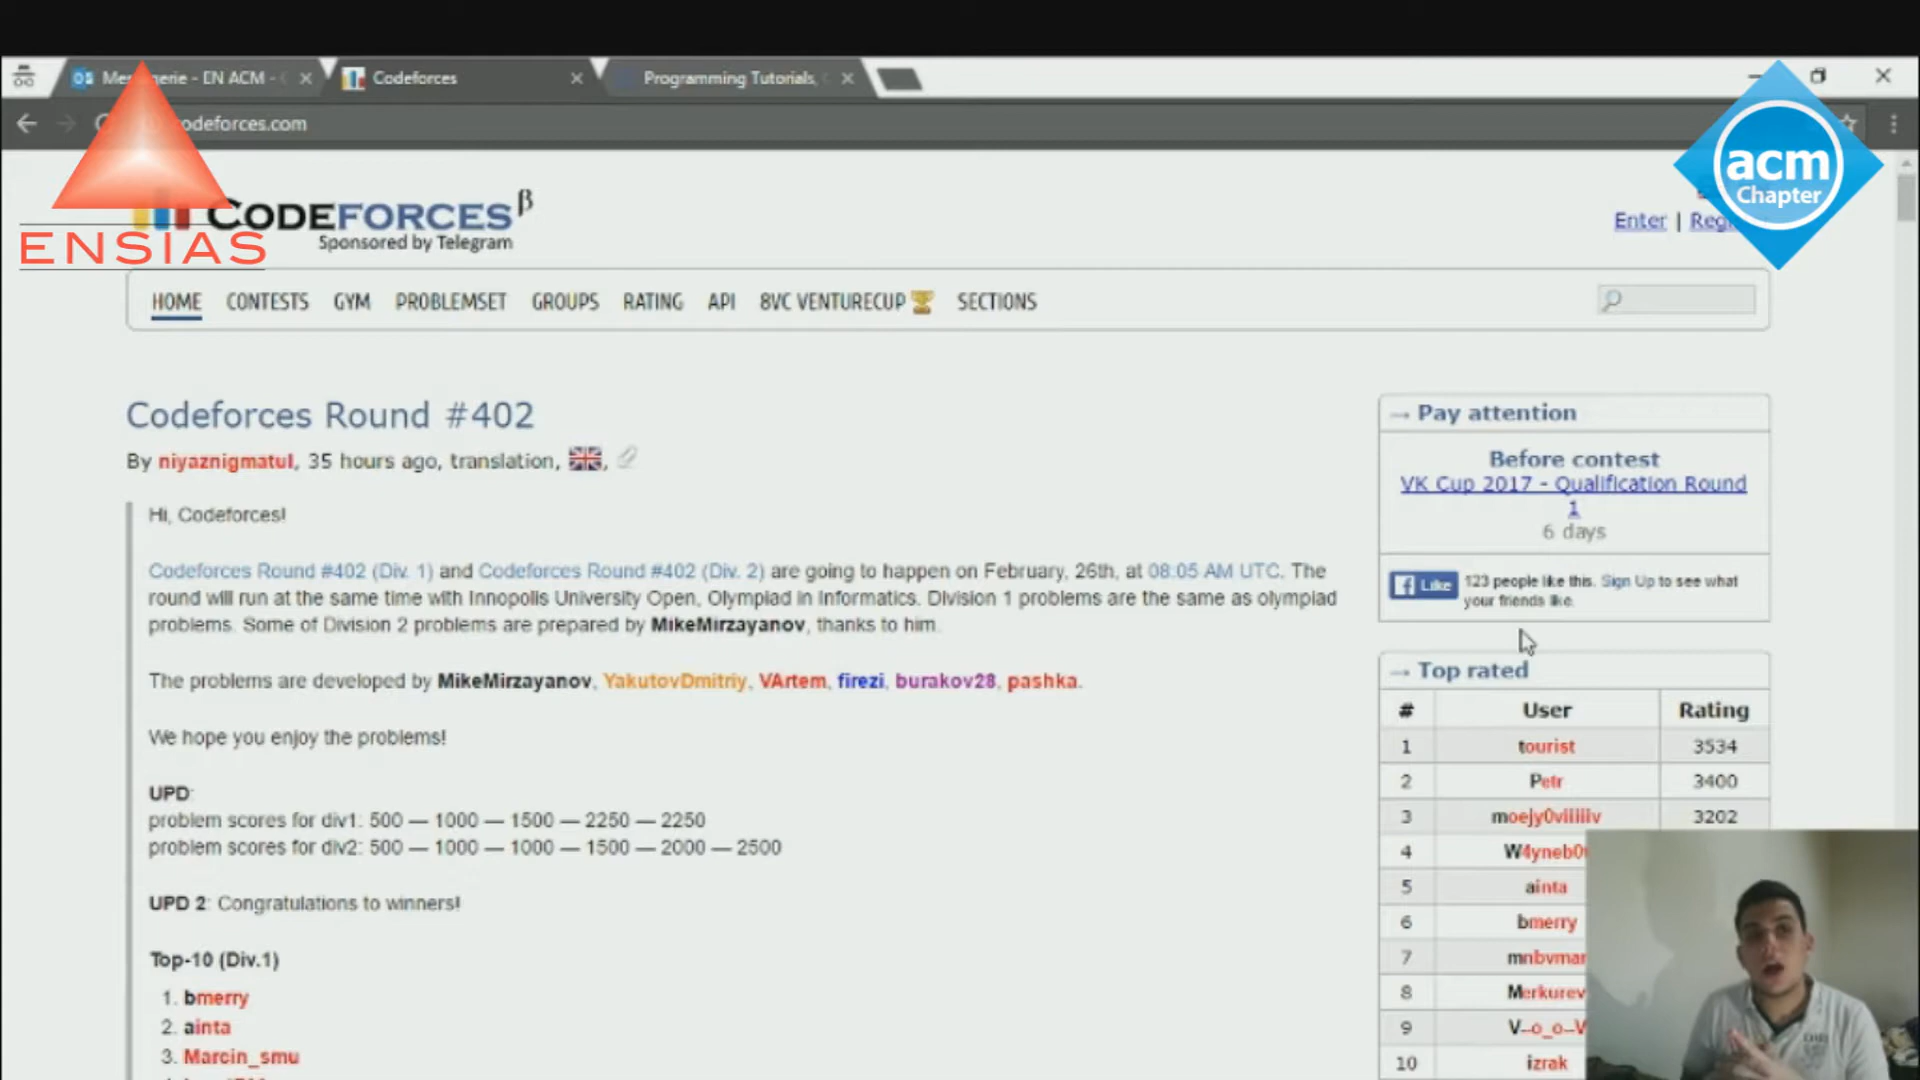 Messagerie - EN ACM -
Codeforces
Programming Tutorials,
codeforces.com
acm
Chapter
CODEFORCES β
Sponsored by Telegram
ENSIAS
Enter |
HOME CONTESTS GYM PROBLEMSET GROUPS RATING API 8VC VENTURECUP SECTIONS
Codeforces Round #402
By niyaznigmatul, 35 hours ago, translation,
Hi, Codeforces!
Codeforces Round #402 (Div. 1) and Codeforces Round #402 (Div. 2) are going to happen on February, 26th, at 08:05 AM UTC. The
round will run at the same time with Innopolis University Open, Olympiad in Informatics. Division 1 problems are the same as olympiad
problems. Some of Division 2 problems are prepared by MikeMirzayanov, thanks to him.
The problems are developed by MikeMirzayanov, YakutovDmitriy, VArtem, firezi, burakov28, pashka.
We hope you enjoy the problems!
UPD:
problem scores for div1: 500 — 1000 — 1500 — 2250 — 2250
problem scores for div2: 500 — 1000 — 1000 — 1500 — 2000 — 2500
UPD 2: Congratulations to winners!
Top-10 (Div.1)
1. bmerry
2. ainta
3. Marcin_smu
→ Pay attention
Before contest
VK Cup 2017 - Qualification Round
1
6 days
Like 123 people like this. Sign Up to see what
your friends like.
→ Top rated
# User Rating
1 tourist 3534
2 Petr 3400
3 moejy0viiiiiv 3202
4 W4yneb0
5 ainta
6 bmerry
7 mnbvmar
8 Merkurev
9 V--o_o--V
10 izrak